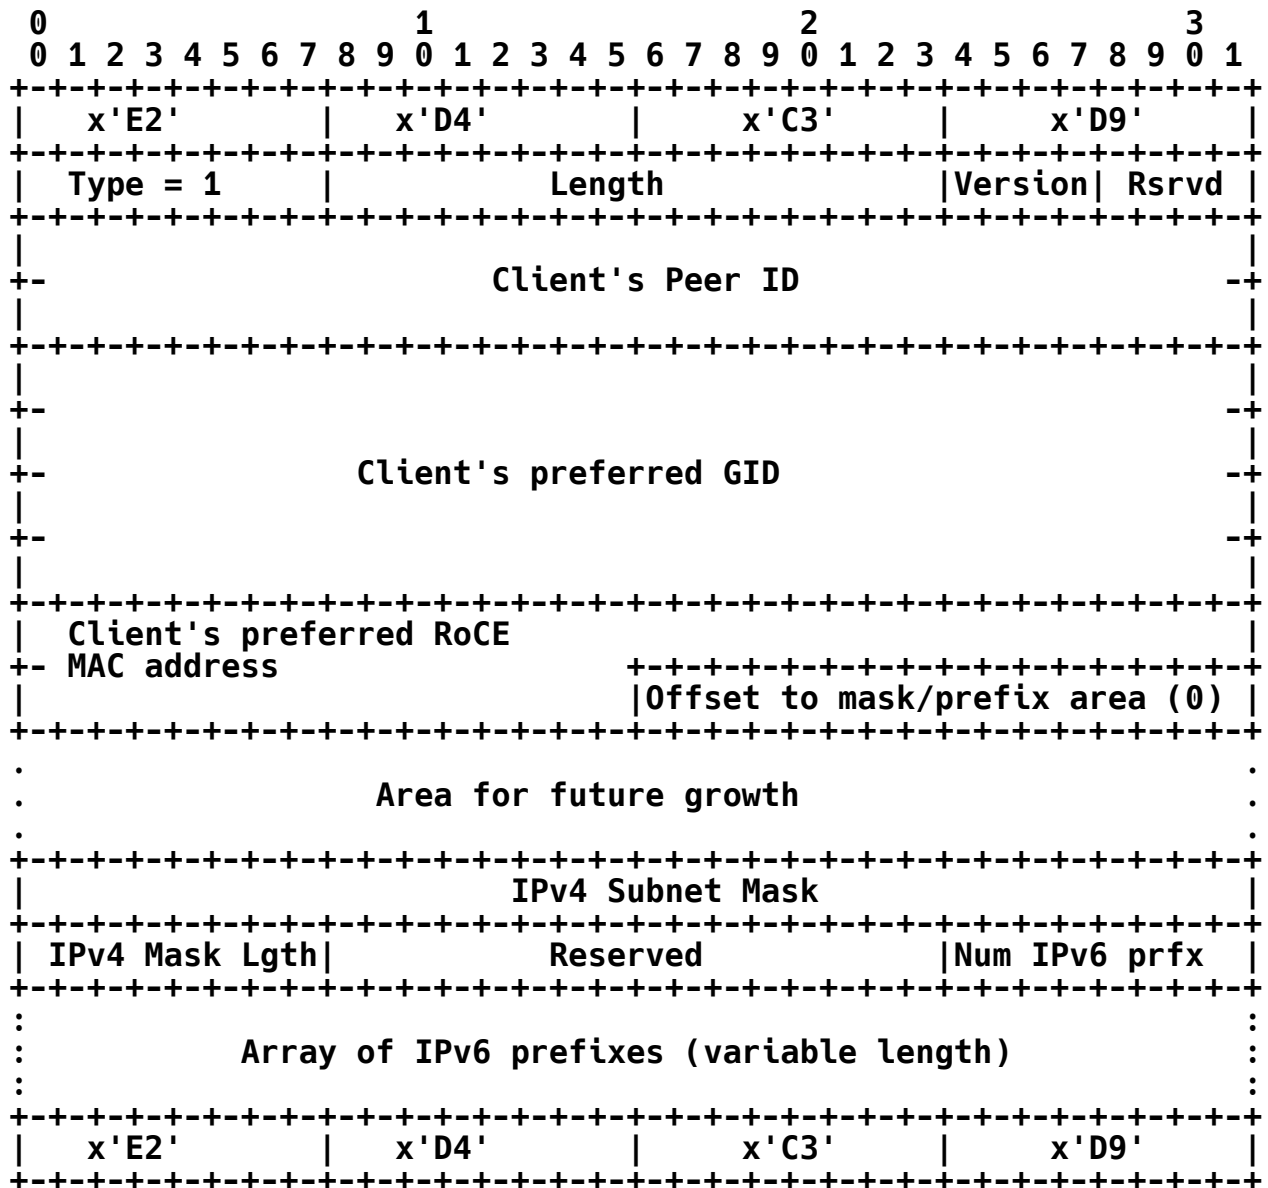 0                   1                   2                   3
0 1 2 3 4 5 6 7 8 9 0 1 2 3 4 5 6 7 8 9 0 1 2 3 4 5 6 7 8 9 0 1
+-+-+-+-+-+-+-+-+-+-+-+-+-+-+-+-+-+-+-+-+-+-+-+-+-+-+-+-+-+-+-+-+
|   x'E2'       |   x'D4'       |     x'C3'     |     x'D9'     |
+-+-+-+-+-+-+-+-+-+-+-+-+-+-+-+-+-+-+-+-+-+-+-+-+-+-+-+-+-+-+-+-+
|  Type = 1     |           Length              |Version| Rsrvd |
+-+-+-+-+-+-+-+-+-+-+-+-+-+-+-+-+-+-+-+-+-+-+-+-+-+-+-+-+-+-+-+-+
|                                                               |
+-                       Client's Peer ID                      -+
|                                                               |
+-+-+-+-+-+-+-+-+-+-+-+-+-+-+-+-+-+-+-+-+-+-+-+-+-+-+-+-+-+-+-+-+
|                                                               |
+-                                                             -+
|                                                               |
+-                Client's preferred GID                       -+
|                                                               |
+-                                                             -+
|                                                               |
+-+-+-+-+-+-+-+-+-+-+-+-+-+-+-+-+-+-+-+-+-+-+-+-+-+-+-+-+-+-+-+-+
|  Client's preferred RoCE                                      |
+- MAC address                  +-+-+-+-+-+-+-+-+-+-+-+-+-+-+-+-+
|                               |Offset to mask/prefix area (0) |
+-+-+-+-+-+-+-+-+-+-+-+-+-+-+-+-+-+-+-+-+-+-+-+-+-+-+-+-+-+-+-+-+
.                                                               .
.                  Area for future growth                       .
.                                                               .
+-+-+-+-+-+-+-+-+-+-+-+-+-+-+-+-+-+-+-+-+-+-+-+-+-+-+-+-+-+-+-+-+
|                         IPv4 Subnet Mask                      |
+-+-+-+-+-+-+-+-+-+-+-+-+-+-+-+-+-+-+-+-+-+-+-+-+-+-+-+-+-+-+-+-+
| IPv4 Mask Lgth|           Reserved            |Num IPv6 prfx  |
+-+-+-+-+-+-+-+-+-+-+-+-+-+-+-+-+-+-+-+-+-+-+-+-+-+-+-+-+-+-+-+-+
:                                                               :
:           Array of IPv6 prefixes (variable length)            :
:                                                               :
+-+-+-+-+-+-+-+-+-+-+-+-+-+-+-+-+-+-+-+-+-+-+-+-+-+-+-+-+-+-+-+-+
|   x'E2'       |   x'D4'       |     x'C3'     |     x'D9'     |
+-+-+-+-+-+-+-+-+-+-+-+-+-+-+-+-+-+-+-+-+-+-+-+-+-+-+-+-+-+-+-+-+